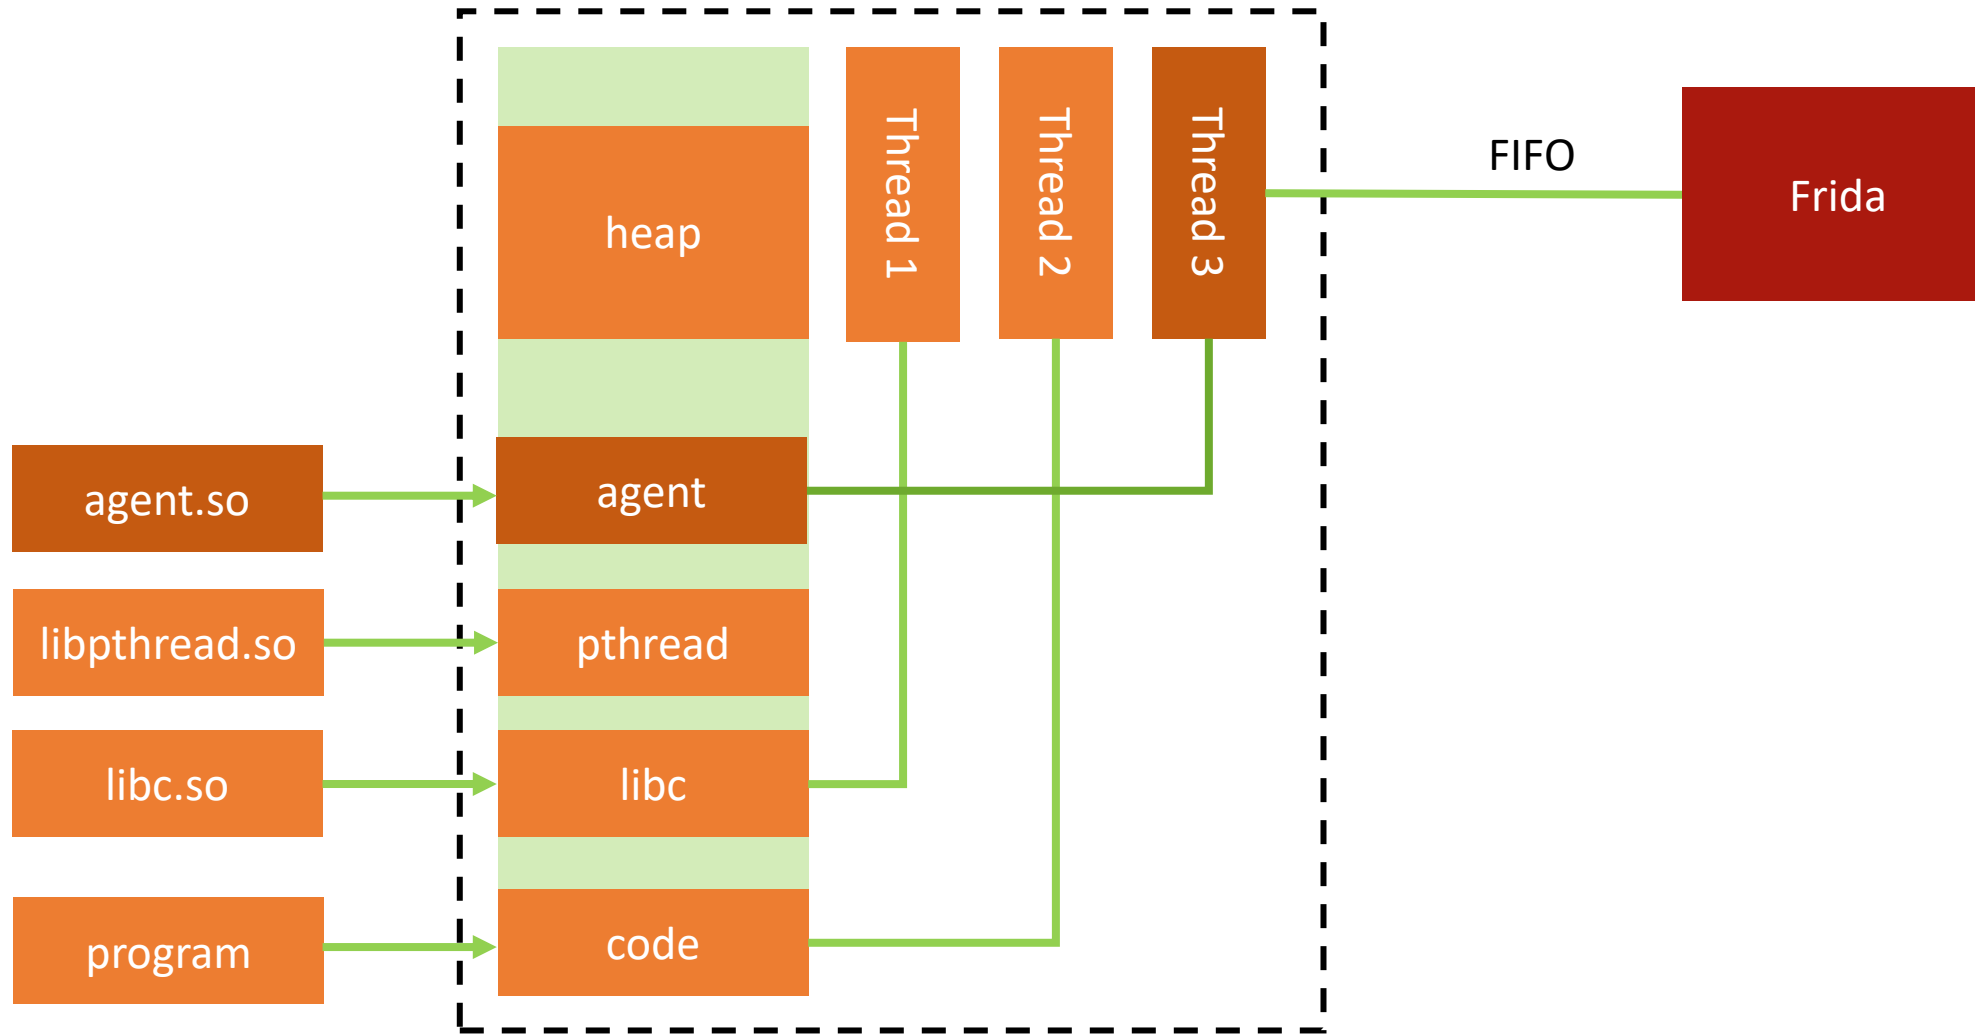 Thread 1
Thread 2
Thread 3
FIFO
Frida
heap
agent.so
agent
libpthread.so
pthread
libc.so
libc
program
code